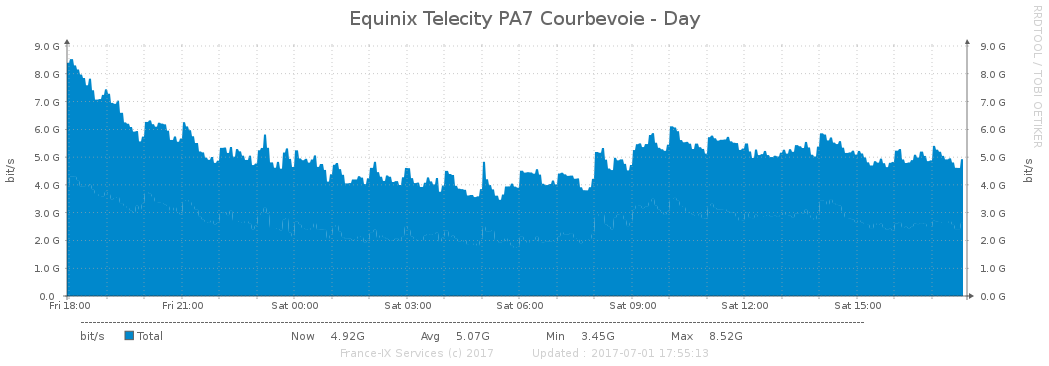 Equinix Telecity PA7 Courbevoie - Day
RRDTOOL / TOBI OETIKER
bit/s
9.0 G 9.0 G
8.0 G 8.0 G
7.0 G 7.0 G
6.0 G 6.0 G
5.0 G 5.0 G
4.0 G 4.0 G
3.0 G 3.0 G
2.0 G 2.0 G
1.0 G 1.0 G
0.0 0.0 G
bit/s
Fri 18:00 Fri 21:00 Sat 00:00 Sat 03:00 Sat 06:00 Sat 09:00 Sat 12:00 Sat 15:00
bit/s Total Now 4.92G Avg 5.07G Min 3.45G Max 8.52G
France-IX Services (c) 2017 Updated : 2017-07-01 17:55:13